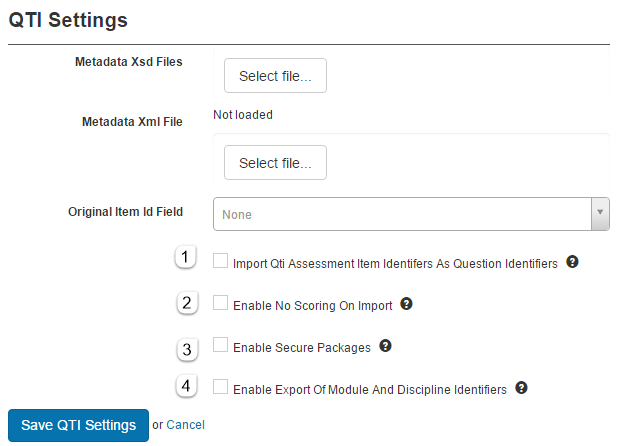 QTI Settings
Metadata Xsd Files
Select file...
Metadata Xml File
Not loaded
Select file...
Original Item Id Field
None
1 Import Qti Assessment Item Identifers As Question Identifiers ?
2 Enable No Scoring On Import ?
3 Enable Secure Packages ?
4 Enable Export Of Module And Discipline Identifiers ?
Save QTI Settings or Cancel